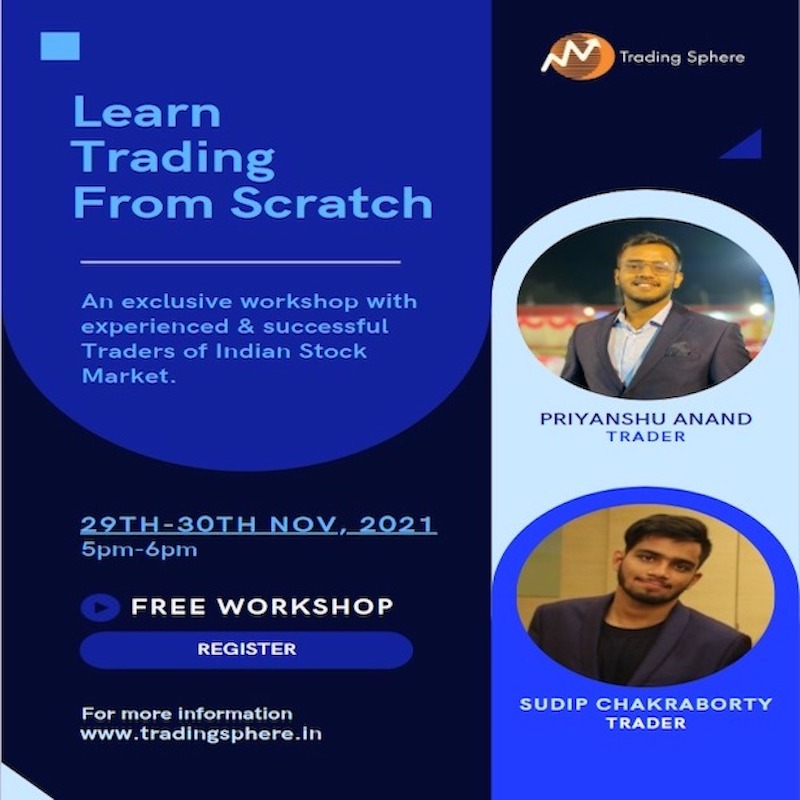 Trading Sphere
Learn
Trading
From Scratch
An exclusive workshop with
experienced & successful
Traders of Indian Stock
Market.
29TH-30TH NOV, 2021
5pm-6pm
FREE WORKSHOP
REGISTER
For more information
www.tradingsphere.in
PRIYANSHU ANAND
TRADER
SUDIP CHAKRABORTY
TRADER